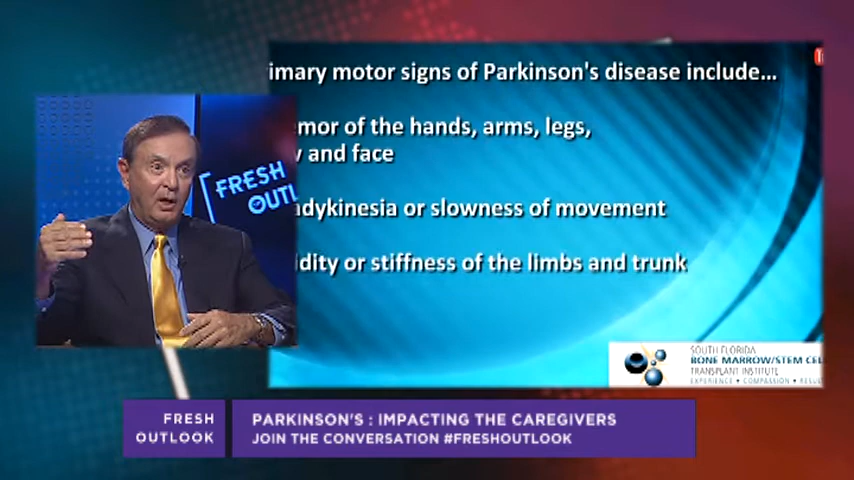 imary motor signs of Parkinson's disease include...
emor of the hands, arms, legs,
and face
adykinesia or slowness of movement
idity or stiffness of the limbs and trunk
FRESH
OUTL
SOUTH FLORIDA
BONE MARROW/STEM CEL
TRANSPLANT INSTITUTE
EXPERIENCE • COMPASSION •
FRESH
OUTLOOK
PARKINSON'S : IMPACTING THE CAREGIVERS
JOIN THE CONVERSATION #FRESHOUTLOOK